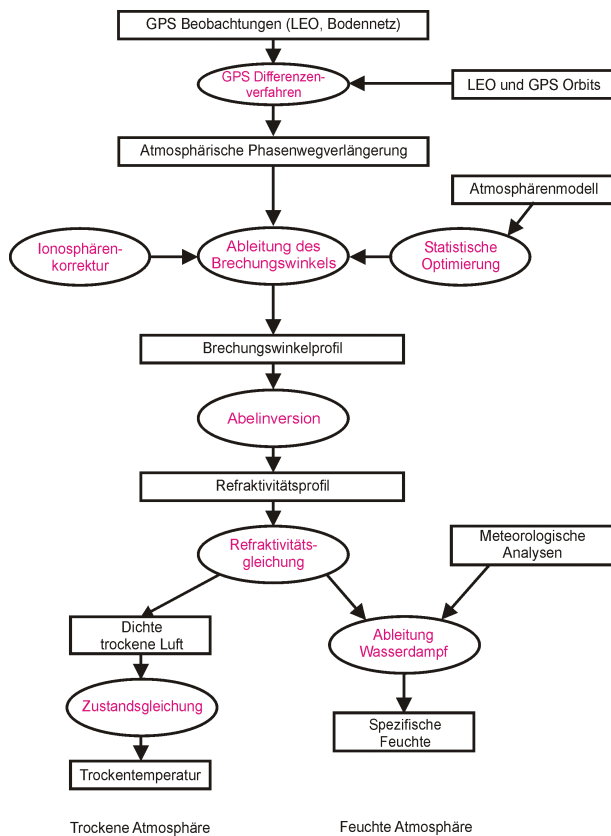 GPS Beobachtungen (LEO, Bodennetz)
GPS Differenzen-
verfahren
LEO und GPS Orbits
Atmosphärische Phasenwegverlängerung
Atmosphärenmodell
Ionosphären-
korrektur
Ableitung des
Brechungswinkels
Statistische
Optimierung
Brechungswinkelprofil
Abelinversion
Refraktivitätsprofil
Refraktivitäts-
gleichung
Meteorologische
Analysen
Dichte
trockene Luft
Ableitung
Wasserdampf
Zustandsgleichung
Spezifische
Feuchte
Trockentemperatur
Trockene Atmosphäre
Feuchte Atmosphäre